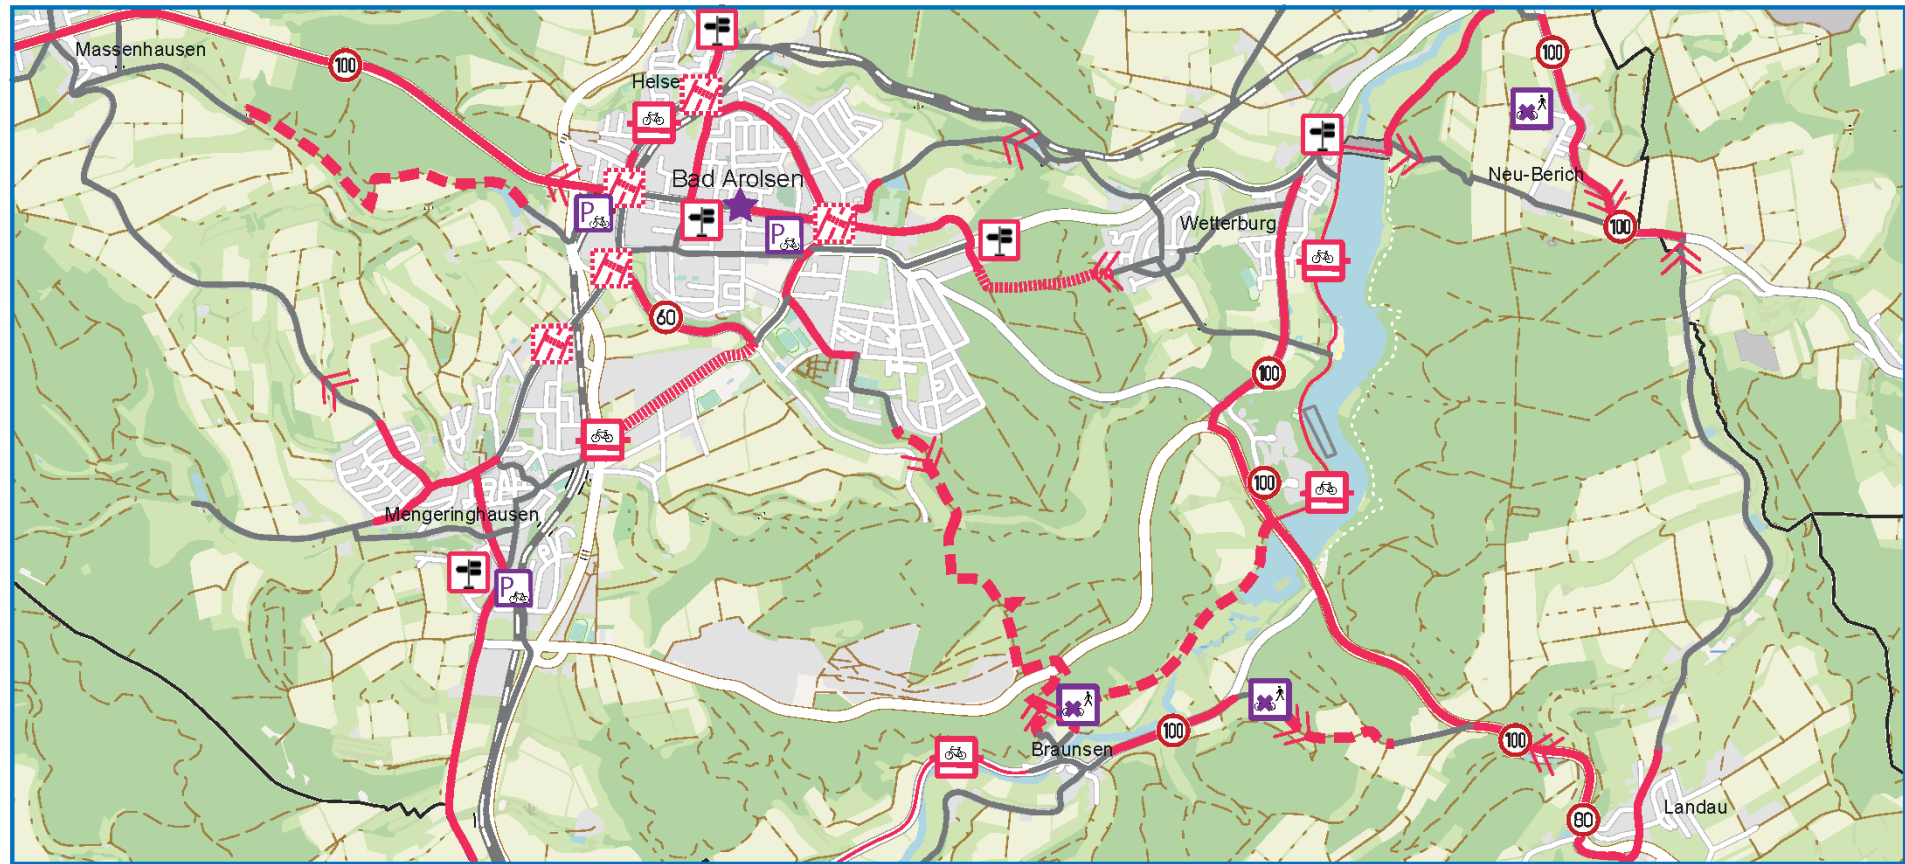 Massenhausen
100
Helse
100
Bad Arolsen
P
P
Neu-Berich
Wetterburg
100
60
100
100
Mengeringhausen
P
Braunsen
100
100
Landau
80